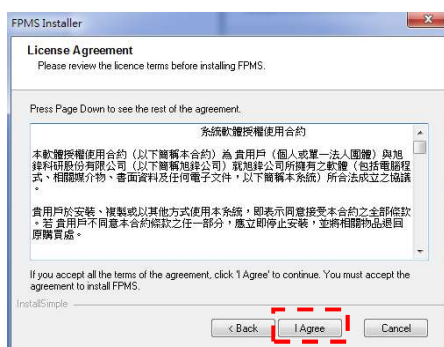 FPMS Installer
License Agreement
Please review the licence terms before installing FPMS.
Press Page Down to see the rest of the agreement.
系統軟體授權使用合約
本軟體授權使用合約（以下簡稱本合約）為 貴用戶（個人或單一法人團體）與旭
鋒科研股份有限公司（以下簡稱旭鋒公司）就旭鋒公司所擁有之軟體（包括電腦程
式、相關媒介物、書面資料及任何電子文件，以下簡稱本系統）所合法成立之協議
。
貴用戶於安裝、複製或以其他方式使用本系統，即表示同意接受本合約之全部條款
。若 貴用戶不同意本合約條款之任一部分，應立即停止安裝，並將相關物品退回
原購買處。
If you accept all the terms of the agreement, click 'I Agree' to continue. You must accept the
agreement to install FPMS.
InstallSimple
< Back
I Agree
Cancel